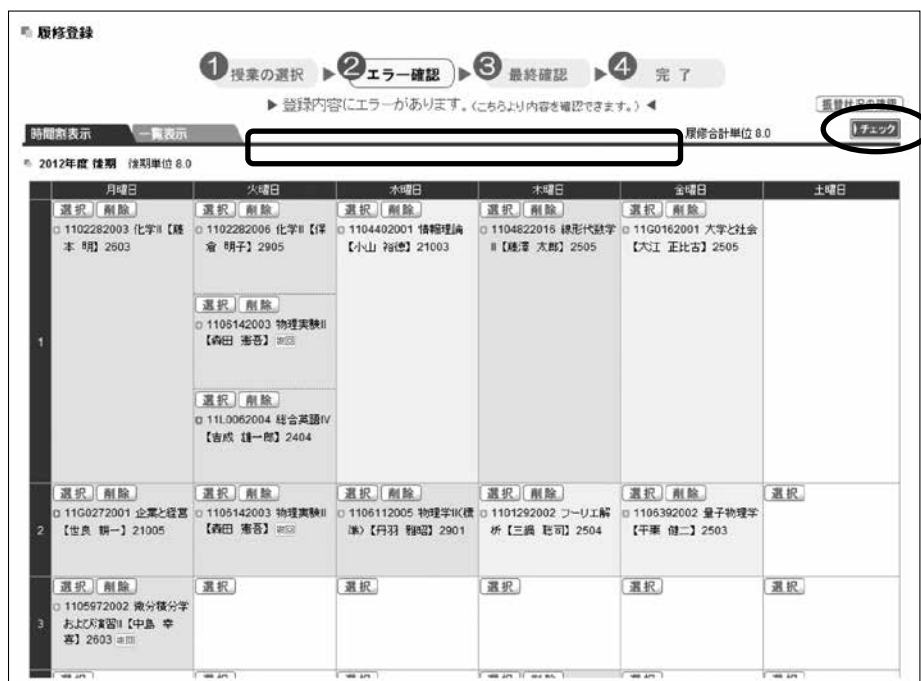 履修登録
1 授業の選択 ▶ 2 エラー確認 ▶ 3 最終確認 ▶ 4 完了
▶ 登録内容にエラーがあります。(こちらより内容を確認できます。) ◀
振替状況の確認
時間割表示 一覧表示 履修合計単位 8.0 チェック
2012年度 後期 後期単位 8.0
月曜日 火曜日 水曜日 木曜日 金曜日 土曜日
1
選択 削除
1102282003 化学II【藤
本 明】2603
選択 削除
1102282006 化学II【保
倉 明子】2905
選択 削除
1106142003 物理実験II
【森田 憲吾】
選択 削除
11L0062004 総合英語IV
【吉成 雄一郎】2404
選択 削除
1104402001 情報理論
【小山 裕徳】21003
選択 削除
1104822016 線形代数学
II【穂澤 太郎】2505
選択 削除
11G0162001 大学と社会
【大江 正比古】2505
2
選択 削除
11G0272001 企業と経営
【世良 耕一】21005
選択 削除
1106142003 物理実験II
【森田 憲吾】
選択 削除
1106112005 物理学II(標
準)【丹羽 雅昭】2901
選択 削除
1101292002 フーリエ解
析【三鍋 聡司】2504
選択 削除
1106392002 量子物理学
【平栗 健二】2503
選択
3
選択 削除
1105972002 微分積分学
および演習II【中島 幸
喜】2603
選択
選択
選択
選択
選択